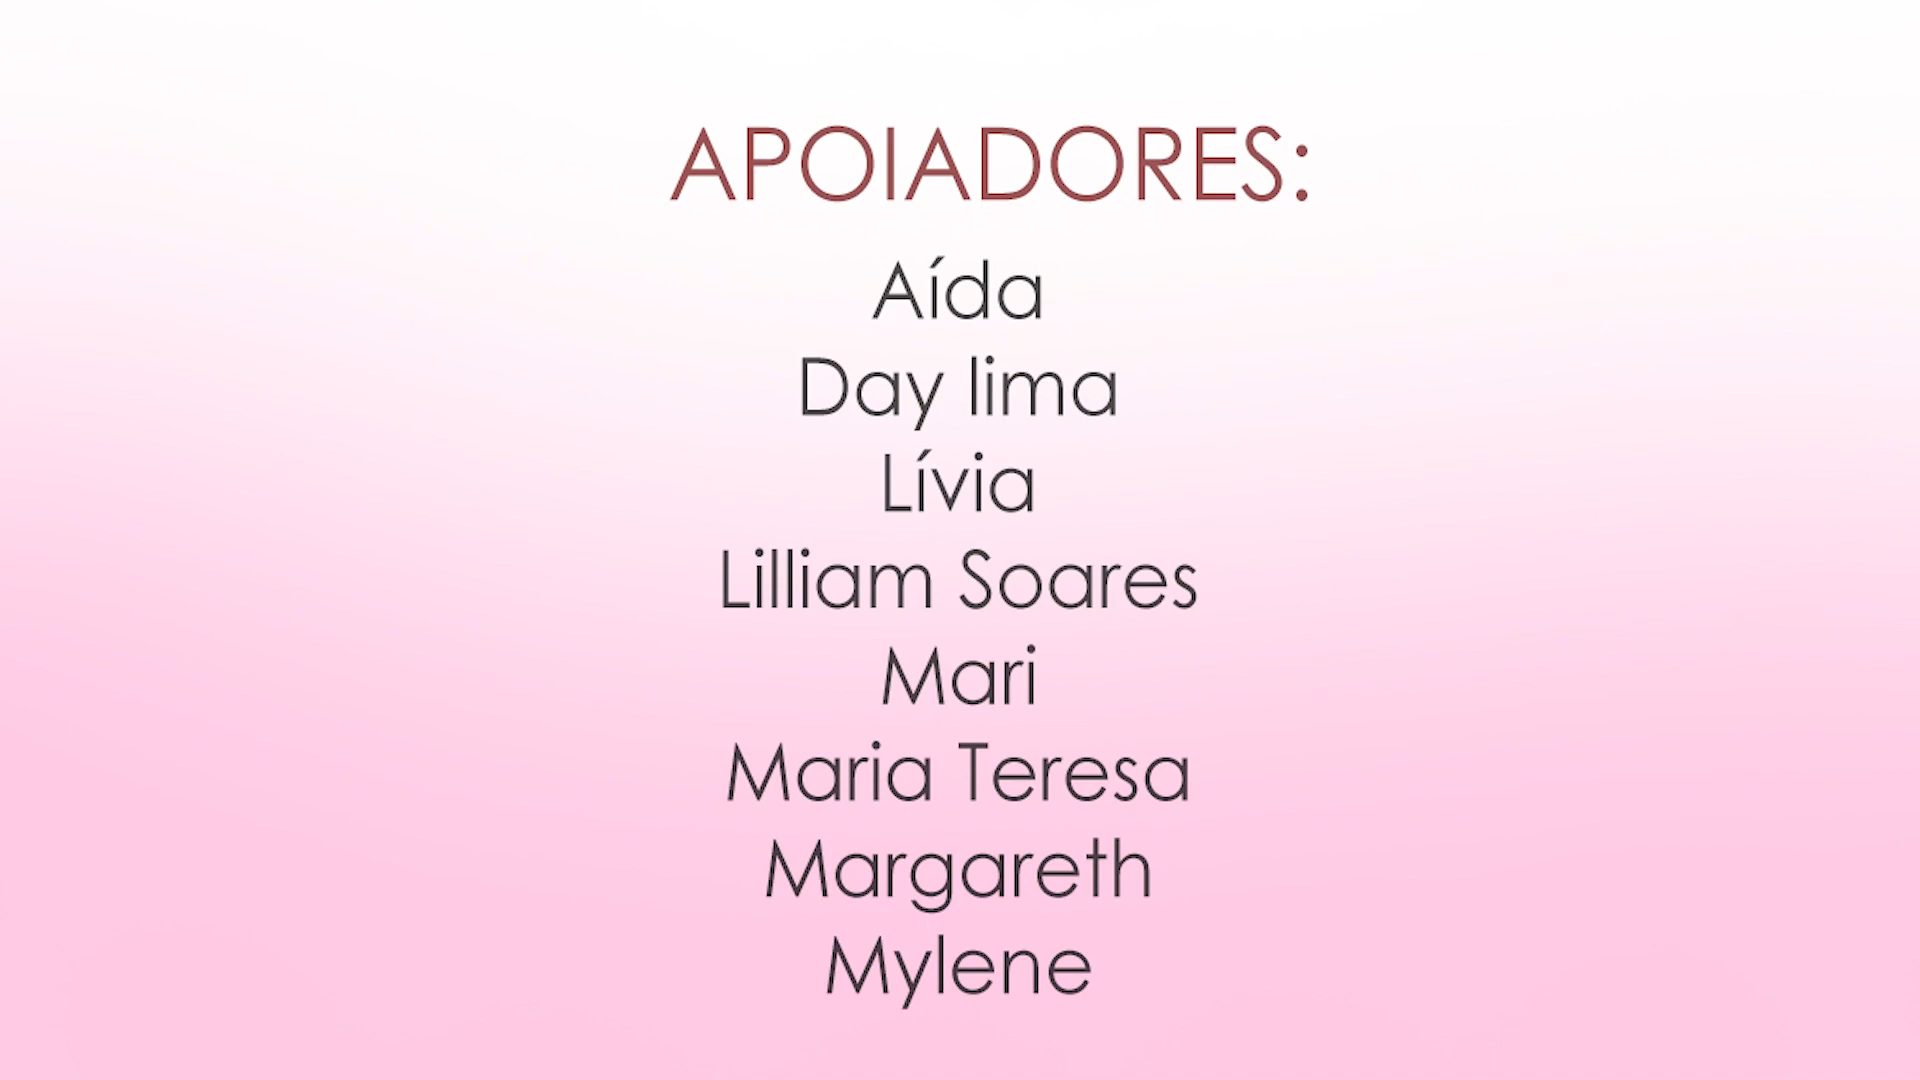 APOIADORES:
Aída
Day lima
Lívia
Lilliam Soares
Mari
Maria Teresa
Margareth
Mylene